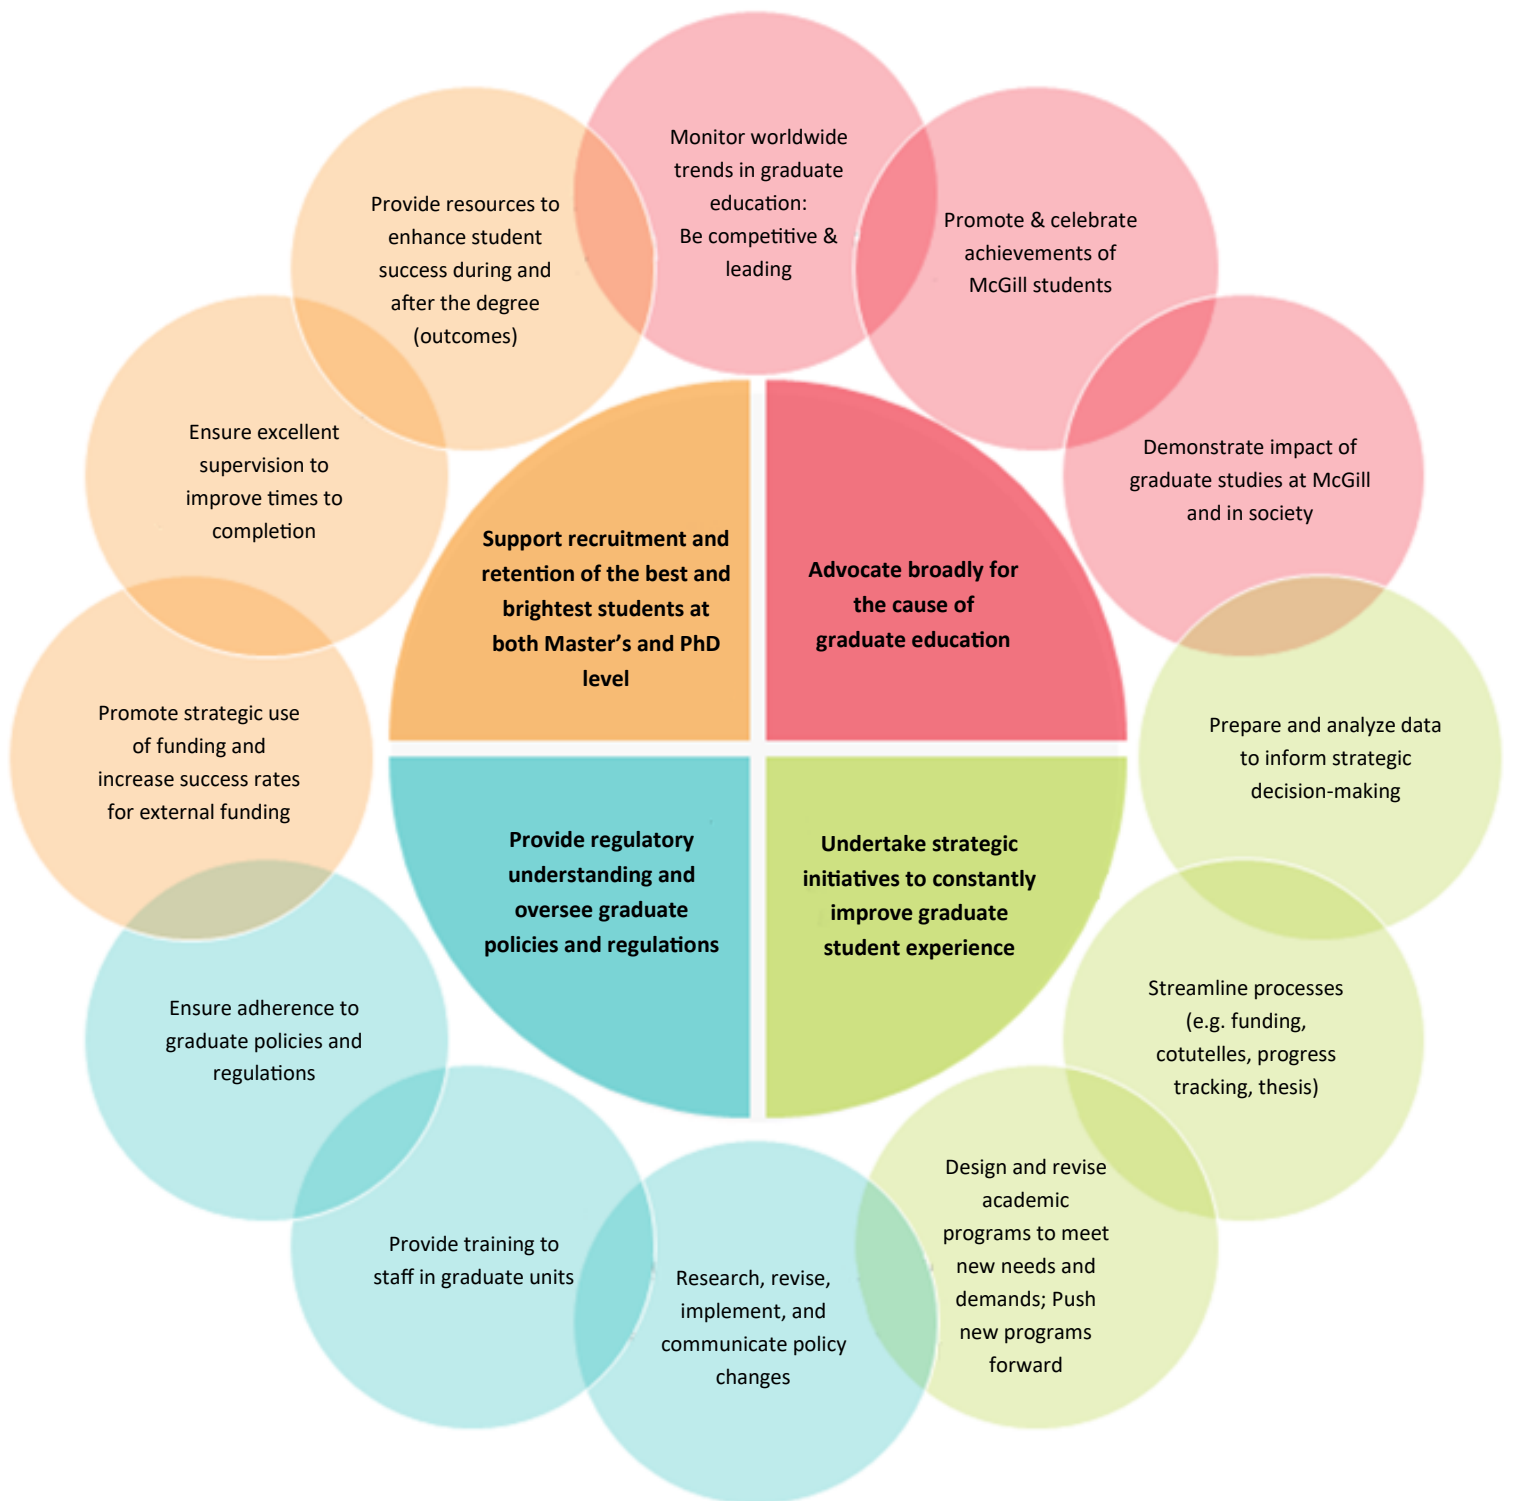 Monitor worldwide
trends in graduate
education:
Be competitive &
leading
Promote & celebrate
achievements of
McGill students
Demonstrate impact of
graduate studies at McGill
and in society
Prepare and analyze data
to inform strategic
decision-making
Streamline processes
(e.g. funding,
cotutelles, progress
tracking, thesis)
Design and revise
academic
programs to meet
new needs and
demands; Push
new programs
forward
Research, revise,
implement, and
communicate policy
changes
Provide training to
staff in graduate units
Ensure adherence to
graduate policies and
regulations
Promote strategic use
of funding and
increase success rates
for external funding
Ensure excellent
supervision to
improve times to
completion
Provide resources to
enhance student
success during and
after the degree
(outcomes)
Support recruitment and
retention of the best and
brightest students at
both Master’s and PhD
level
Advocate broadly for
the cause of
graduate education
Provide regulatory
understanding and
oversee graduate
policies and regulations
Undertake strategic
initiatives to constantly
improve graduate
student experience